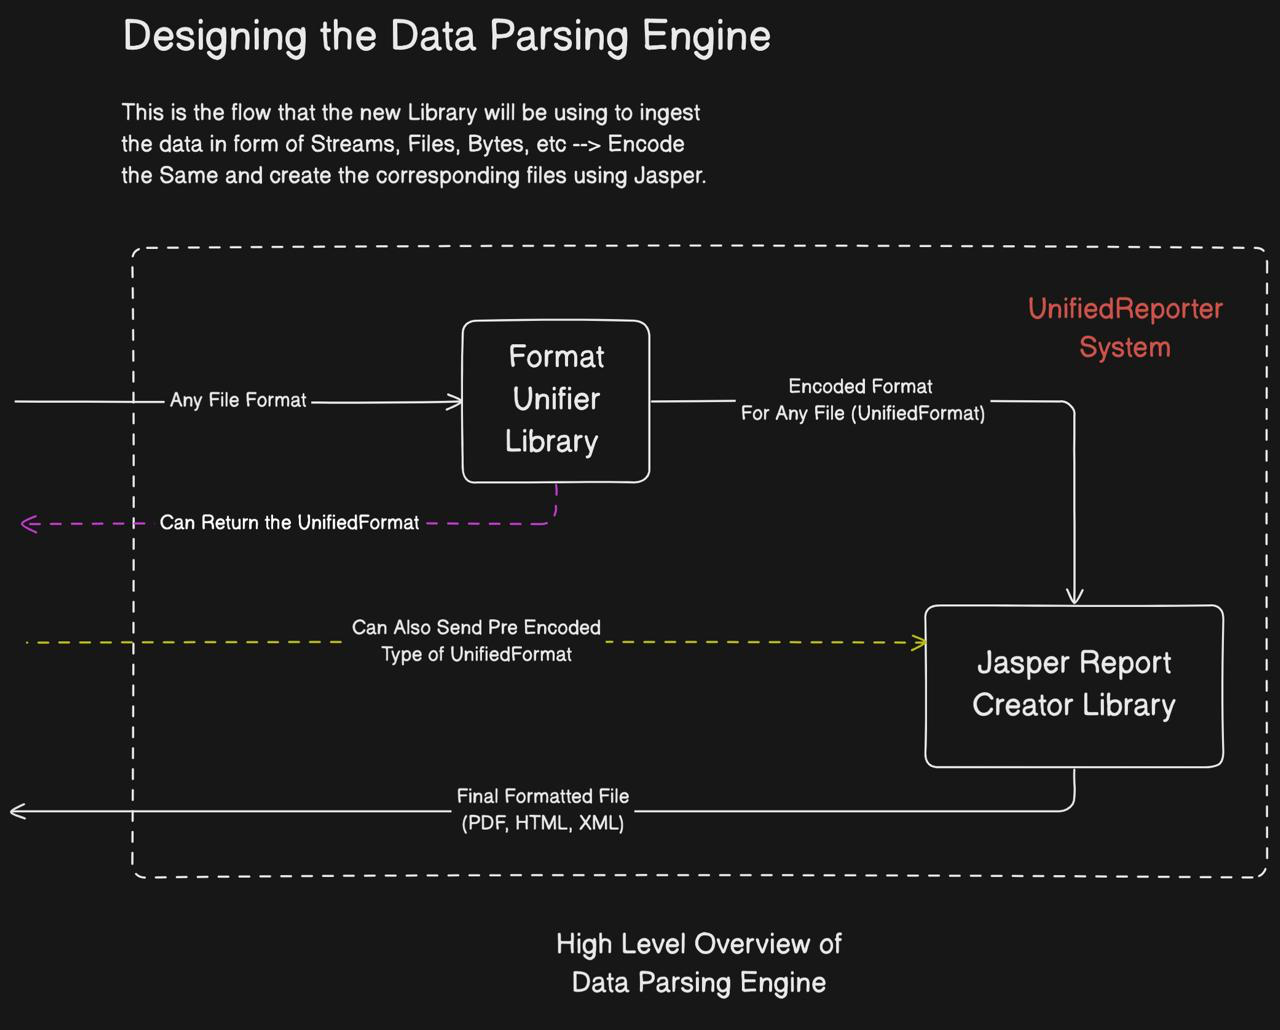 Designing the Data Parsing Engine
This is the flow that the new Library will be using to ingest
the data in form of Streams, Files, Bytes, etc --> Encode
the Same and create the corresponding files using Jasper.
UnifiedReporter
System
Format
Unifier
Library
Any File Format
Encoded Format
For Any File (UnifiedFormat)
Can Return the UnifiedFormat
Can Also Send Pre Encoded
Type of UnifiedFormat
Jasper Report
Creator Library
Final Formatted File
(PDF, HTML, XML)
High Level Overview of
Data Parsing Engine